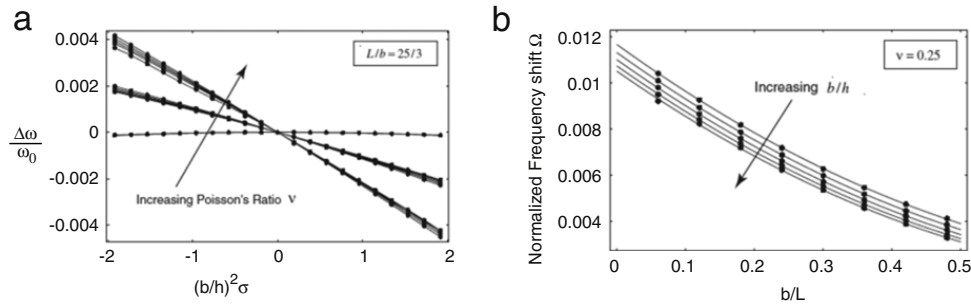 a
0.004
0.002
0
-0.002
-0.004
Δω
ω0
L/b = 25/3
Increasing Poisson's Ratio ν
-2
-1
0
1
2
(b/h)²σ
b
Normalized Frequency shift Ω
0.012
0.01
0.008
0.006
0.004
ν = 0.25
Increasing b/h
0
0.1
0.2
0.3
0.4
0.5
b/L